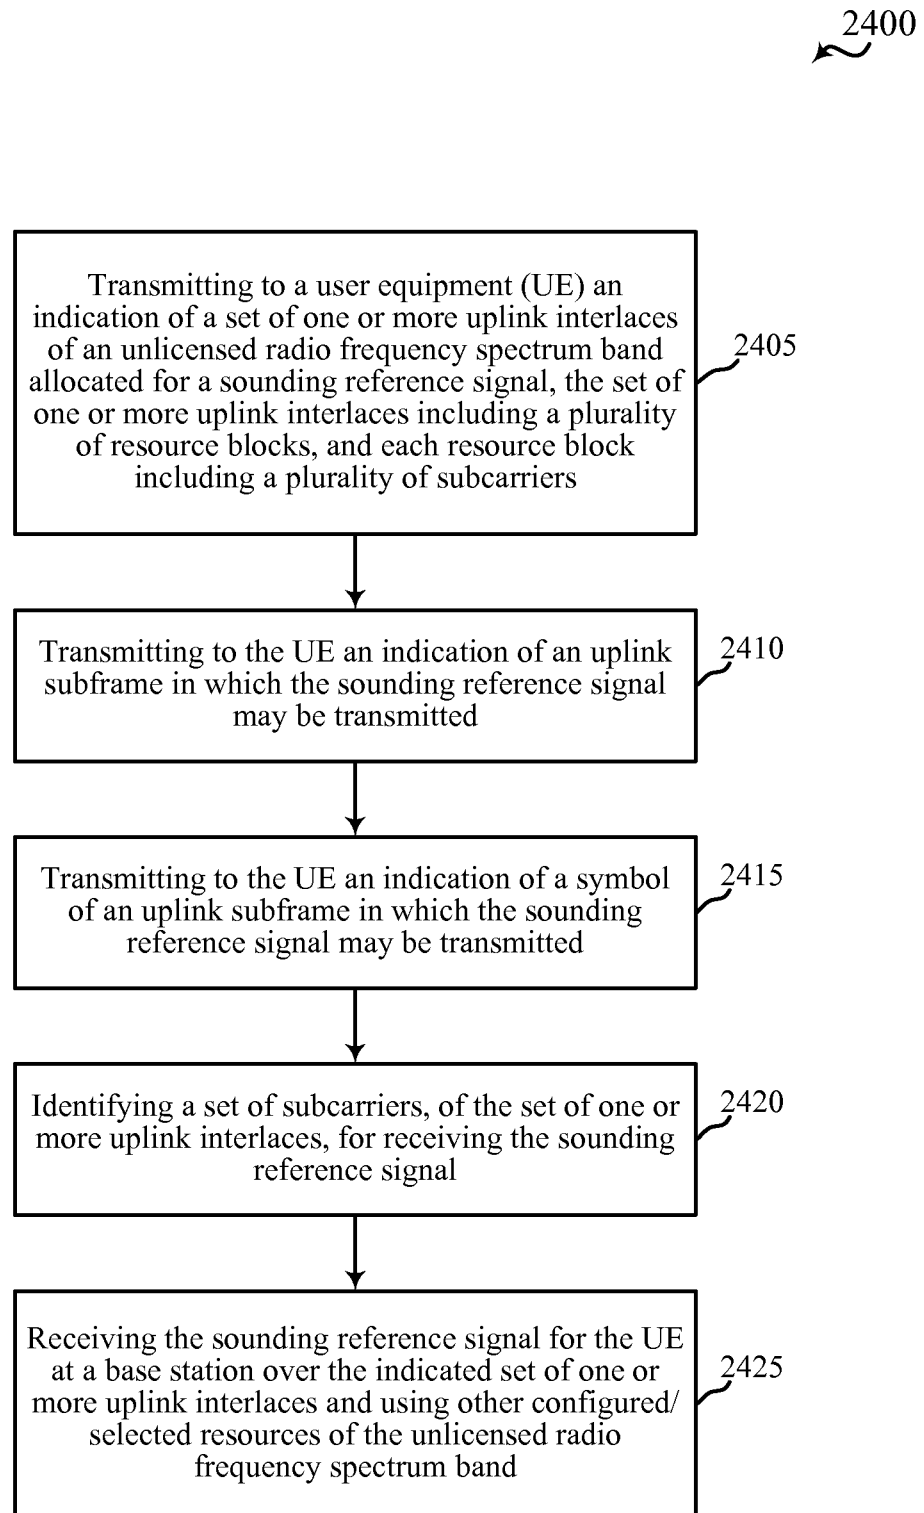 2400
Transmitting to a user equipment (UE) an
indication of a set of one or more uplink interlaces
of an unlicensed radio frequency spectrum band
allocated for a sounding reference signal, the set of
one or more uplink interlaces including a plurality
of resource blocks, and each resource block
including a plurality of subcarriers
2405
Transmitting to the UE an indication of an uplink
subframe in which the sounding reference signal
may be transmitted
2410
Transmitting to the UE an indication of a symbol
of an uplink subframe in which the sounding
reference signal may be transmitted
2415
Identifying a set of subcarriers, of the set of one or
more uplink interlaces, for receiving the sounding
reference signal
2420
Receiving the sounding reference signal for the UE
at a base station over the indicated set of one or
more uplink interlaces and using other configured/
selected resources of the unlicensed radio
frequency spectrum band
2425